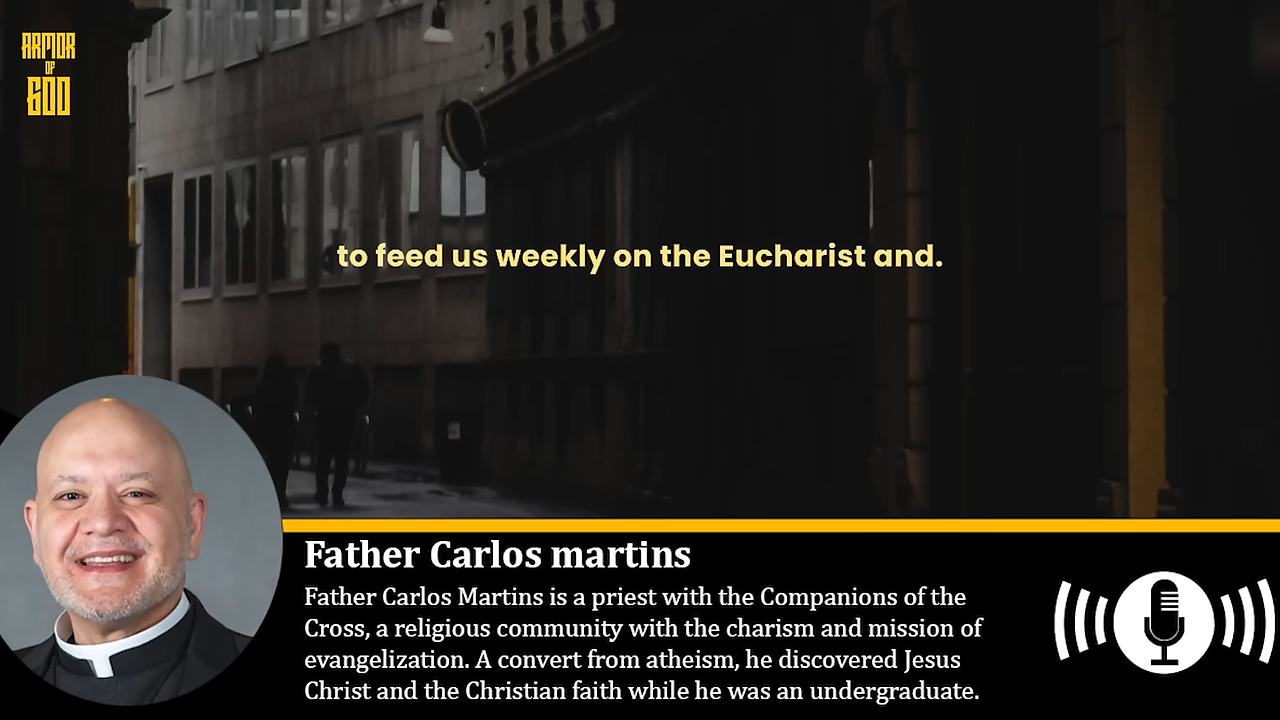 ARMOR
OF
GOD
to feed us weekly on the Eucharist and.
Father Carlos martins
Father Carlos Martins is a priest with the Companions of the
Cross, a religious community with the charism and mission of
evangelization. A convert from atheism, he discovered Jesus
Christ and the Christian faith while he was an undergraduate.